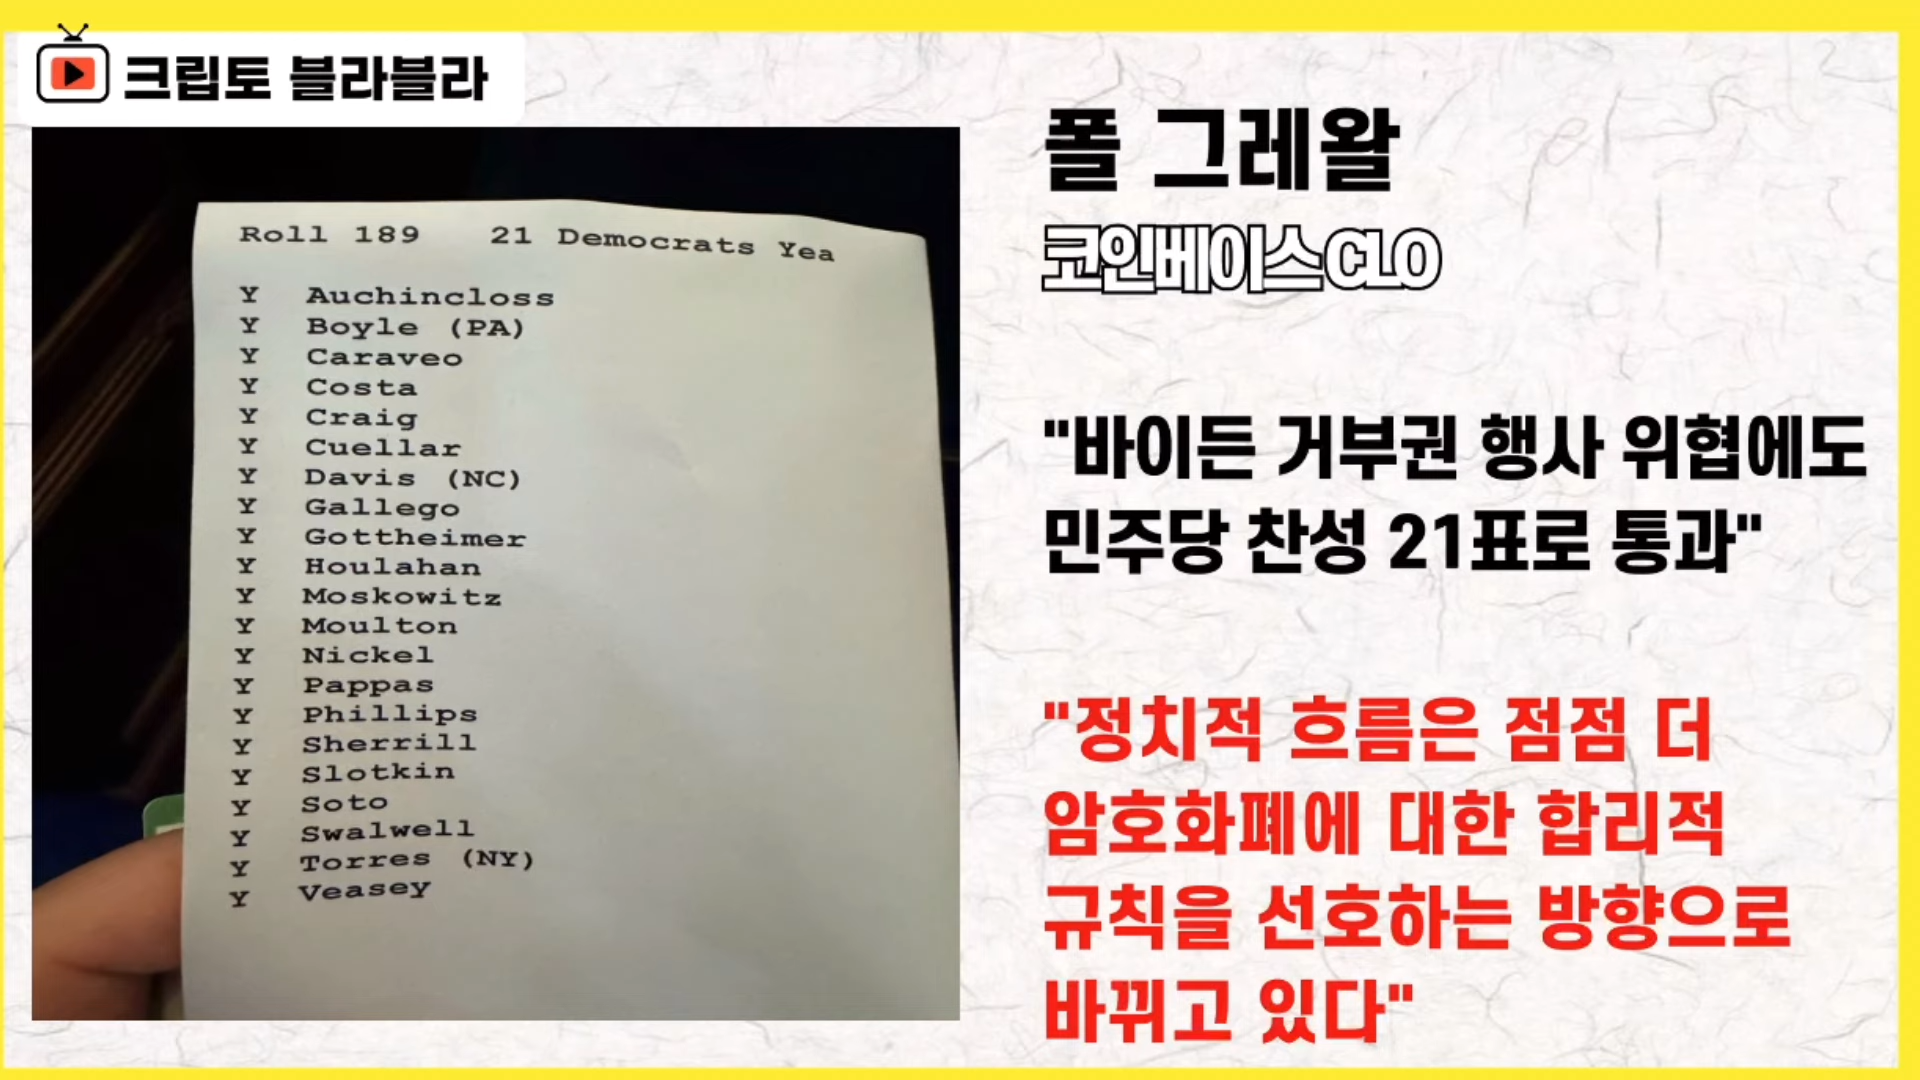 크립토 블라블라
Roll 189 21 Democrats Yea
Y Auchincloss
Y Boyle (PA)
Y Caraveo
Y Costa
Y Craig
Y Cuellar
Y Davis (NC)
Y Gallego
Y Gottheimer
Y Houlahan
Y Moskowitz
Y Moulton
Y Nickel
Y Pappas
Y Phillips
Y Sherrill
Y Slotkin
Y Soto
Y Swalwell
Y Torres (NY)
Y Veasey
폴 그레왈
코인베이스 CLO
"바이든 거부권 행사 위협에도
민주당 찬성 21표로 통과"
"정치적 흐름은 점점 더
암호화폐에 대한 합리적
규칙을 선호하는 방향으로
바뀌고 있다"